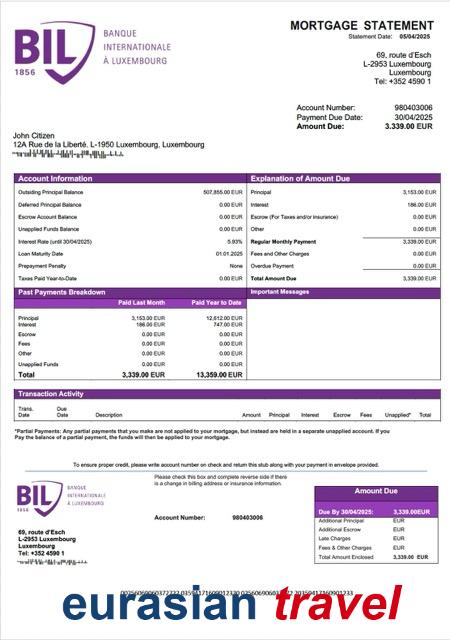 BIL
1856
BANQUE
INTERNATIONALE
À LUXEMBOURG
MORTGAGE STATEMENT
Statement Date: 05/04/2025
69, route d'Esch
L-2953 Luxembourg
Luxembourg
Tel: +352 4590 1
Account Number: 980403006
Payment Due Date: 30/04/2025
Amount Due: 3.339.00 EUR
John Citizen
12A Rue de la Liberté, L-1950 Luxembourg, Luxembourg
Account Information
Outsiding Principal Balance 507,855.00 EUR
Deferred Principal Balance 0.00 EUR
Escrow Account Balance 0.00 EUR
Unapplied Funds Balance 0.00 EUR
Interest Rate (until 30/04/2025) 5.93%
Loan Maturity Date 01.01.2025
Prepayment Penalty None
Taxes Paid Year-to-Date 0.00 EUR
Explanation of Amount Due
Principal 3,153.00 EUR
Interest 186.00 EUR
Escrow (For Taxes and/or Insurance) 0.00 EUR
Other 0.00 EUR
Regular Monthly Payment 3,339.00 EUR
Fees and Other Charges 0.00 EUR
Overdue Payment 0.00 EUR
Total Amount Due 3,339.00 EUR
Past Payments Breakdown
Paid Last Month Paid Year to Date
Principal 3,153.00 EUR 12,612.00 EUR
Interest 186.00 EUR 747.00 EUR
Escrow 0.00 EUR 0.00 EUR
Fees 0.00 EUR 0.00 EUR
Other 0.00 EUR 0.00 EUR
Unapplied Funds 0.00 EUR 0.00 EUR
Total 3,339.00 EUR 13,359.00 EUR
Important Messages
Transaction Activity
Trans. Date Due Date Description Amount Principal Interest Escrow Fees Unapplied* Total
*Partial Payments: Any partial payments that you make are not applied to your mortgage, but instead are held in a separate unapplied account. If you
Pay the balance of a partial payment, the funds will then be applied to your mortgage.
To ensure proper credit, please write account number on check and return this stub along with your payment in envelope provided.
BIL
1856
BANQUE
INTERNATIONALE
À LUXEMBOURG
Please check this box and complete reverse side if there
is a change in billing address or insurance information.
Account Number: 980403006
69, route d'Esch
L-2953 Luxembourg
Luxembourg
Tel: +352 4590 1
Amount Due
Due By 30/04/2025: 3,339.00EUR
Additional Principal EUR
Additional Escrow EUR
Late Charges EUR
Fees & Other Charges EUR
Total Amount Enclosed 3,339.00 EUR
eurasian travel